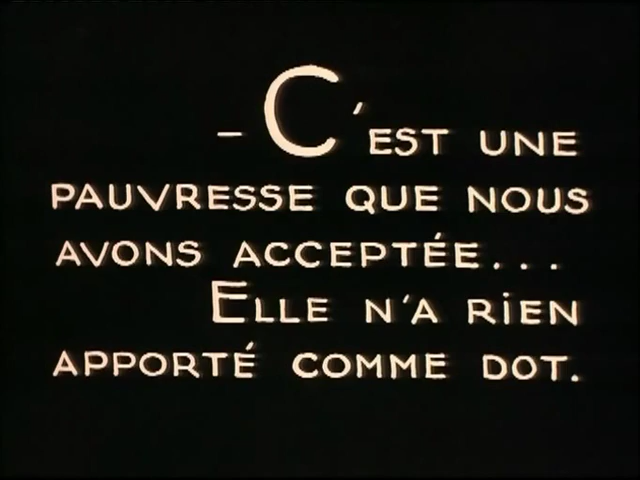 – C'EST UNE
PAUVRESSE QUE NOUS
AVONS ACCEPTÉE...
ELLE N'A RIEN
APPORTÉ COMME DOT.